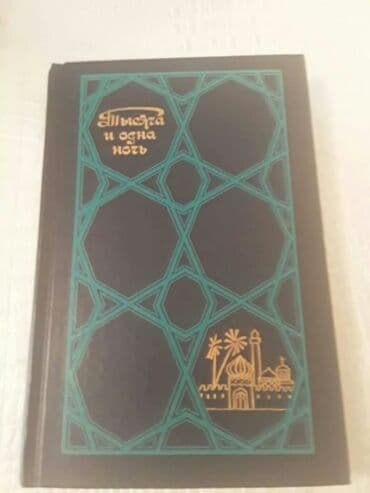 Тысяча
и одна
ночь